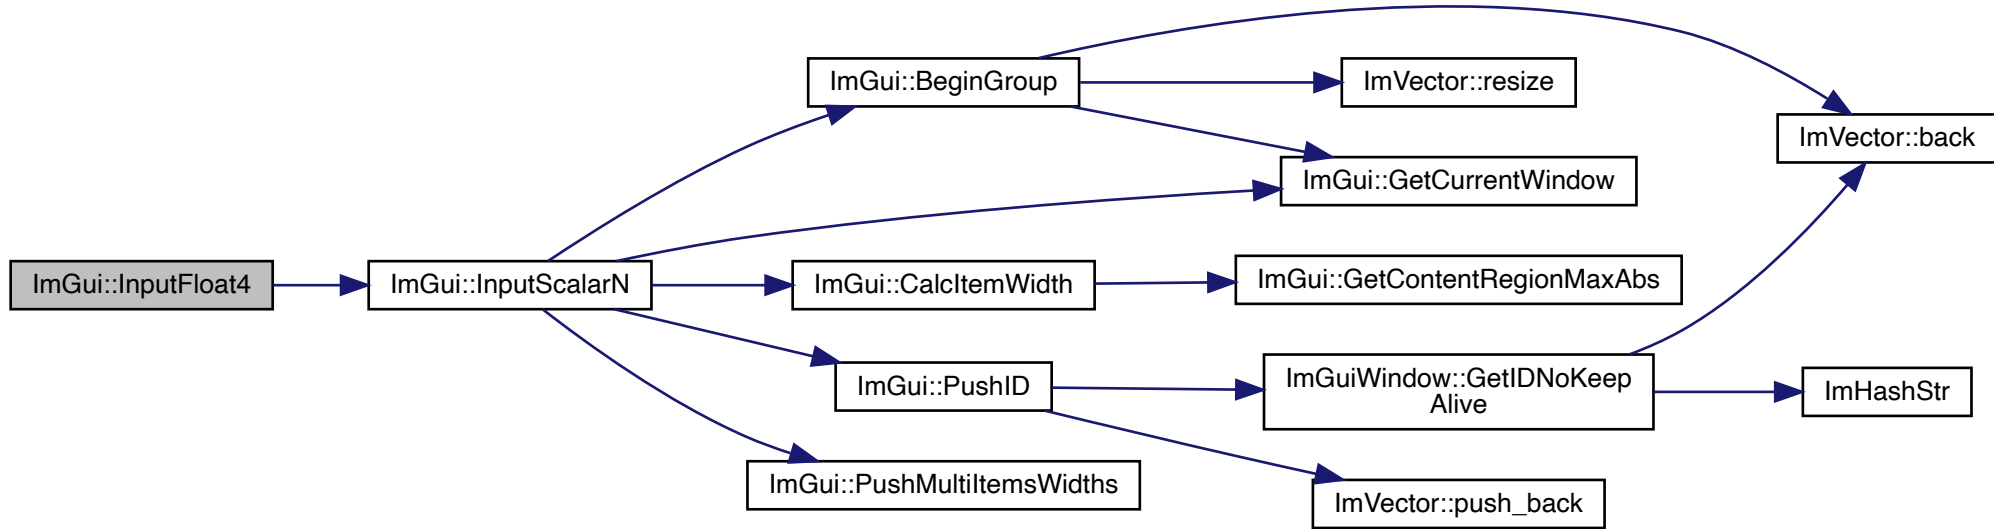 ImGui::InputFloat4
ImGui::InputScalarN
ImGui::BeginGroup
ImGui::CalcItemWidth
ImGui::PushID
ImGui::PushMultiItemsWidths
ImVector::resize
ImGui::GetCurrentWindow
ImGui::GetContentRegionMaxAbs
ImGuiWindow::GetIDNoKeep
Alive
ImVector::push_back
ImVector::back
ImHashStr